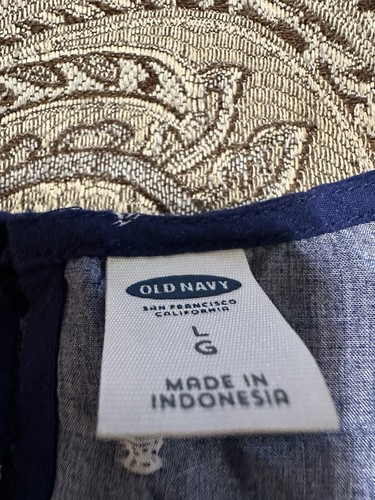 OLD NAVY
SAN FRANCISCO
CALIFORNIA
L
G
MADE IN
INDONESIA